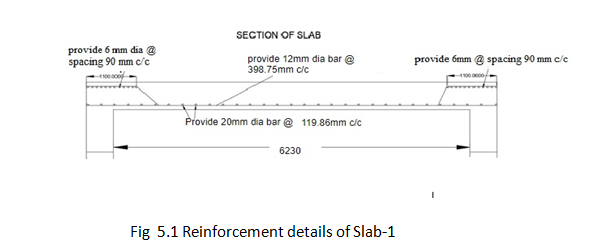 SECTION OF SLAB
provide 6 mm dia @
spacing 90 mm c/c
provide 12mm dia bar @
398.75mm c/c
provide 6mm @ spacing 90 mm c/c
1100.0000
1100.0000
Provide 20mm dia bar @ 119.86mm c/c
6230
Fig 5.1 Reinforcement details of Slab-1